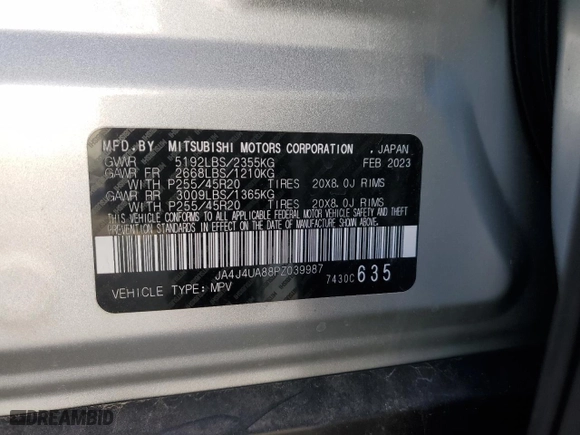 MFD.BY MITSUBISHI MOTORS CORPORATION , JAPAN
GVWR 5192LBS/2355KG FEB 2023
GAWR FR 2668LBS/1210KG
WITH P255/45R20 TIRES 20X8.0J RIMS
GAWR RR 3009LBS/1365KG
WITH P255/45R20 TIRES 20X8.0J RIMS
THIS VEHICLE CONFORMS TO ALL APPLICABLE FEDERAL MOTOR VEHICLE SAFETY AND
THEFT PREVENTION STANDARDS IN EFFECT ON THE DATE OF MANUFACTURE SHOWN ABOVE.
JA4J4UA88PZ039987
7430C 635
VEHICLE TYPE: MPV
DREAMBID